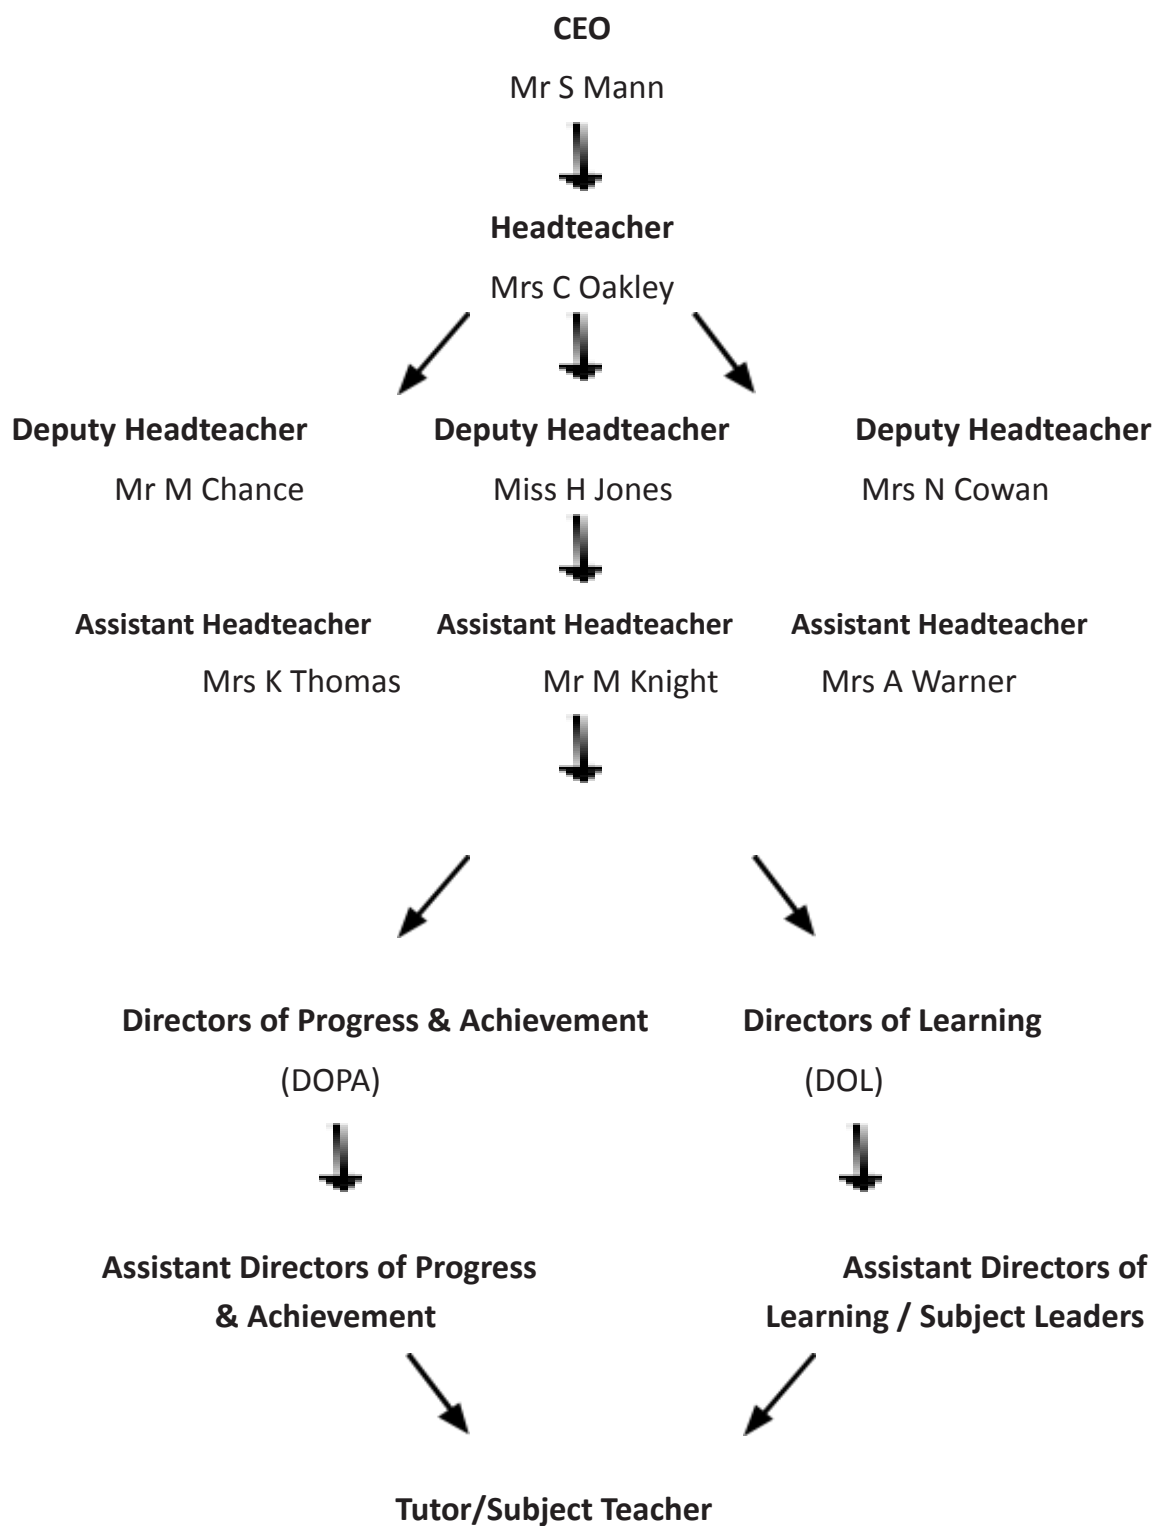 CEO
Mr S Mann
Headteacher
Mrs C Oakley
Deputy Headteacher Deputy Headteacher Deputy Headteacher
Mr M Chance Miss H Jones Mrs N Cowan
Assistant Headteacher Assistant Headteacher Assistant Headteacher
Mrs K Thomas Mr M Knight Mrs A Warner
Directors of Progress & Achievement Directors of Learning
(DOPA) (DOL)
Assistant Directors of Progress Assistant Directors of
& Achievement Learning / Subject Leaders
Tutor/Subject Teacher